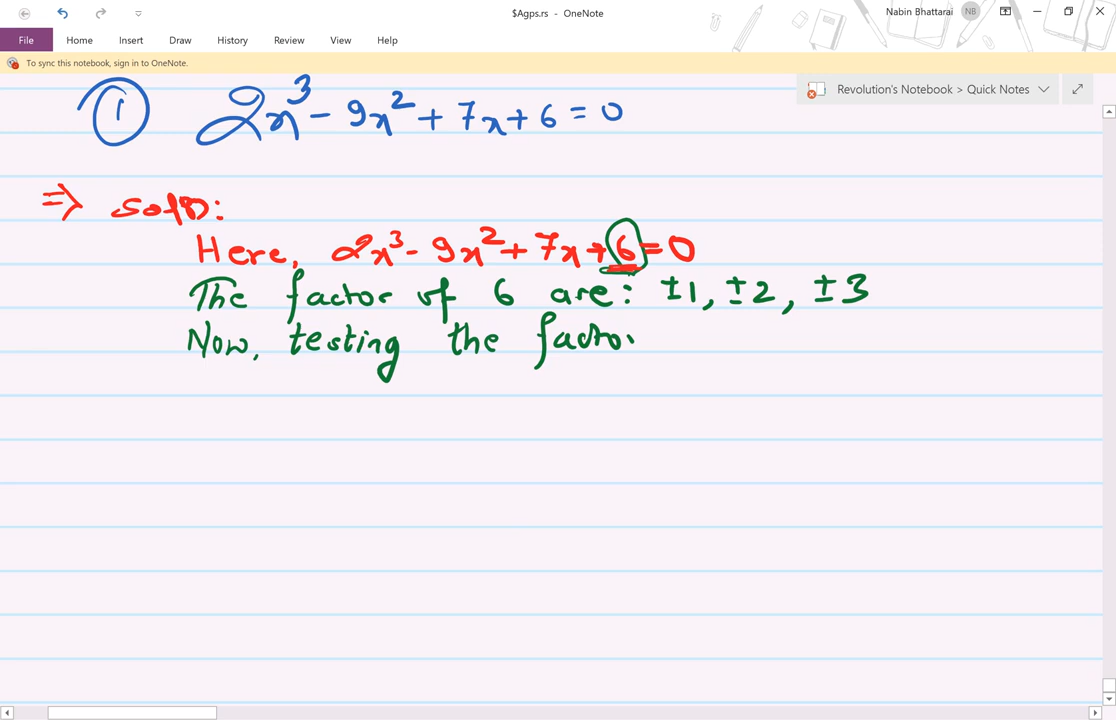 $Agps.rs - OneNote
Nabin Bhattarai NB
File Home Insert Draw History Review View Help
To sync this notebook, sign in to OneNote.
Revolution's Notebook > Quick Notes
① 2x³ - 9x² + 7x + 6 = 0
⇒ Solⁿ:
Here, 2x³ - 9x² + 7x + 6 = 0
The factor of 6 are: ±1, ±2, ±3
Now, testing the factor